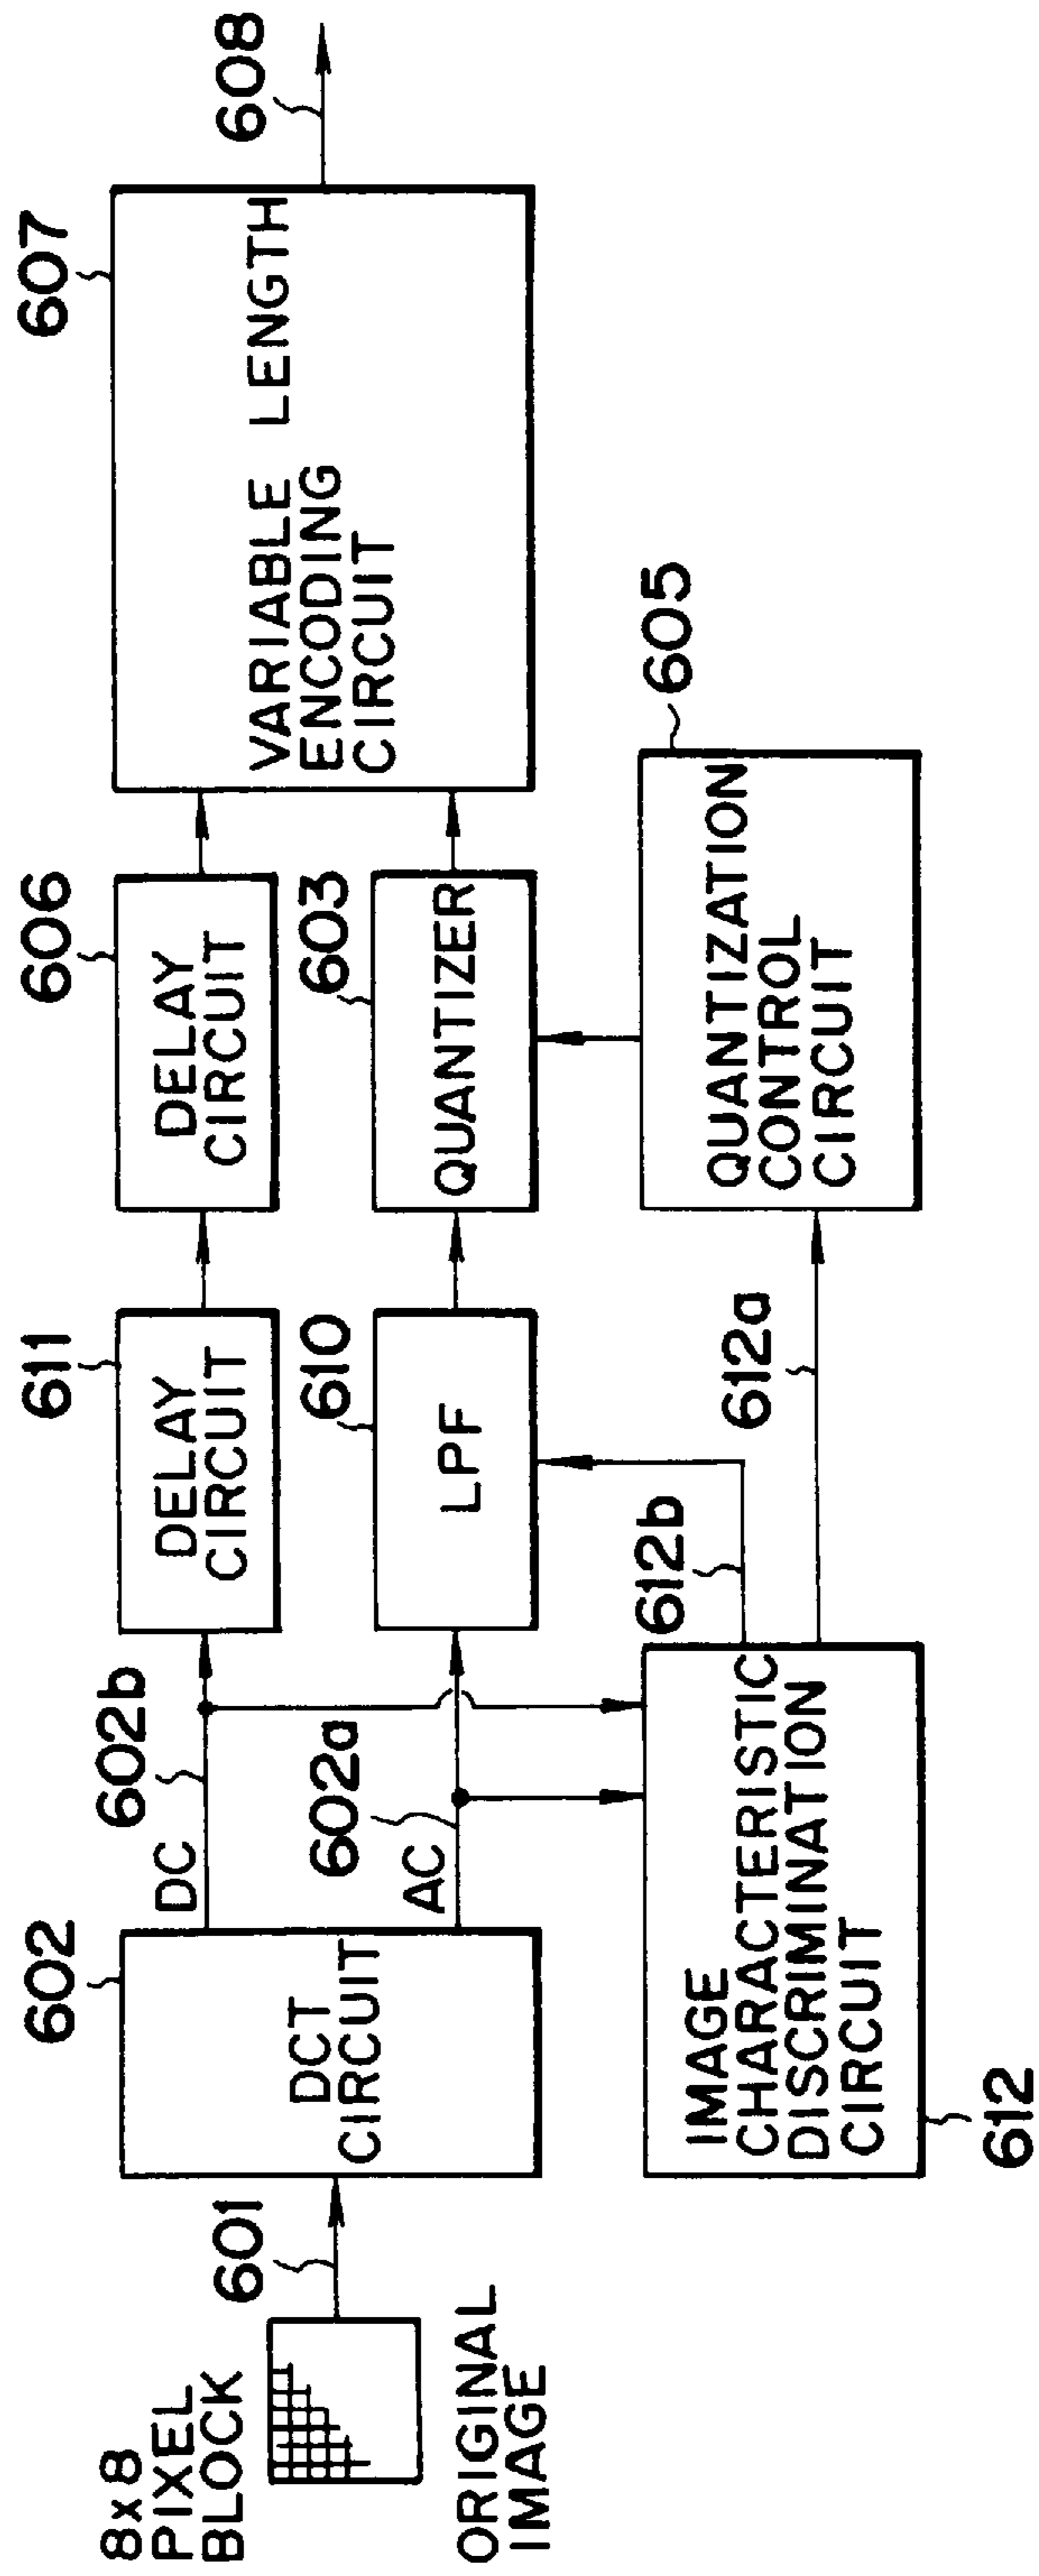 8x8
PIXEL
BLOCK
ORIGINAL
IMAGE
601
602
DCT
CIRCUIT
DC
602b
AC
602a
611
DELAY
CIRCUIT
606
DELAY
CIRCUIT
610
LPF
603
QUANTIZER
607
VARIABLE LENGTH
ENCODING
CIRCUIT
608
IMAGE
CHARACTERISTIC
DISCRIMINATION
CIRCUIT
612
612b
612a
QUANTIZATION
CONTROL
CIRCUIT
605